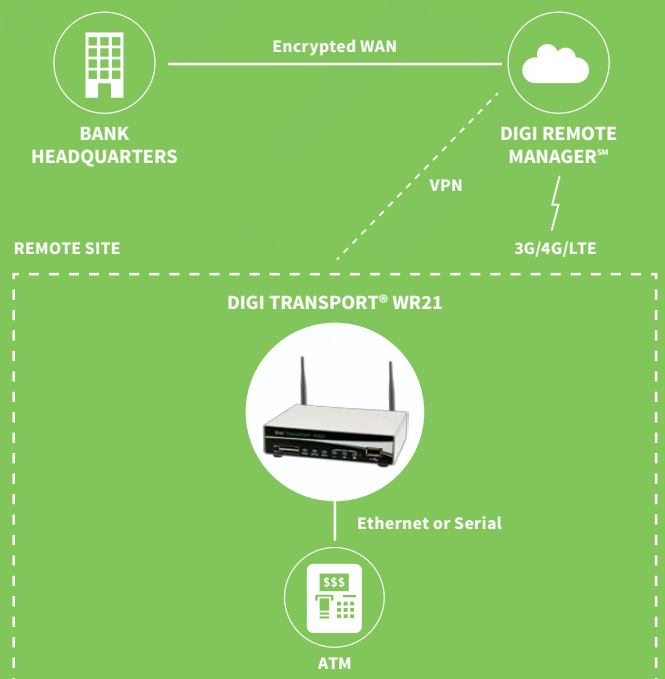 Encrypted WAN
BANK
HEADQUARTERS
DIGI REMOTE
MANAGER℠
VPN
REMOTE SITE
3G/4G/LTE
DIGI TRANSPORT® WR21
Ethernet or Serial
$$$
ATM